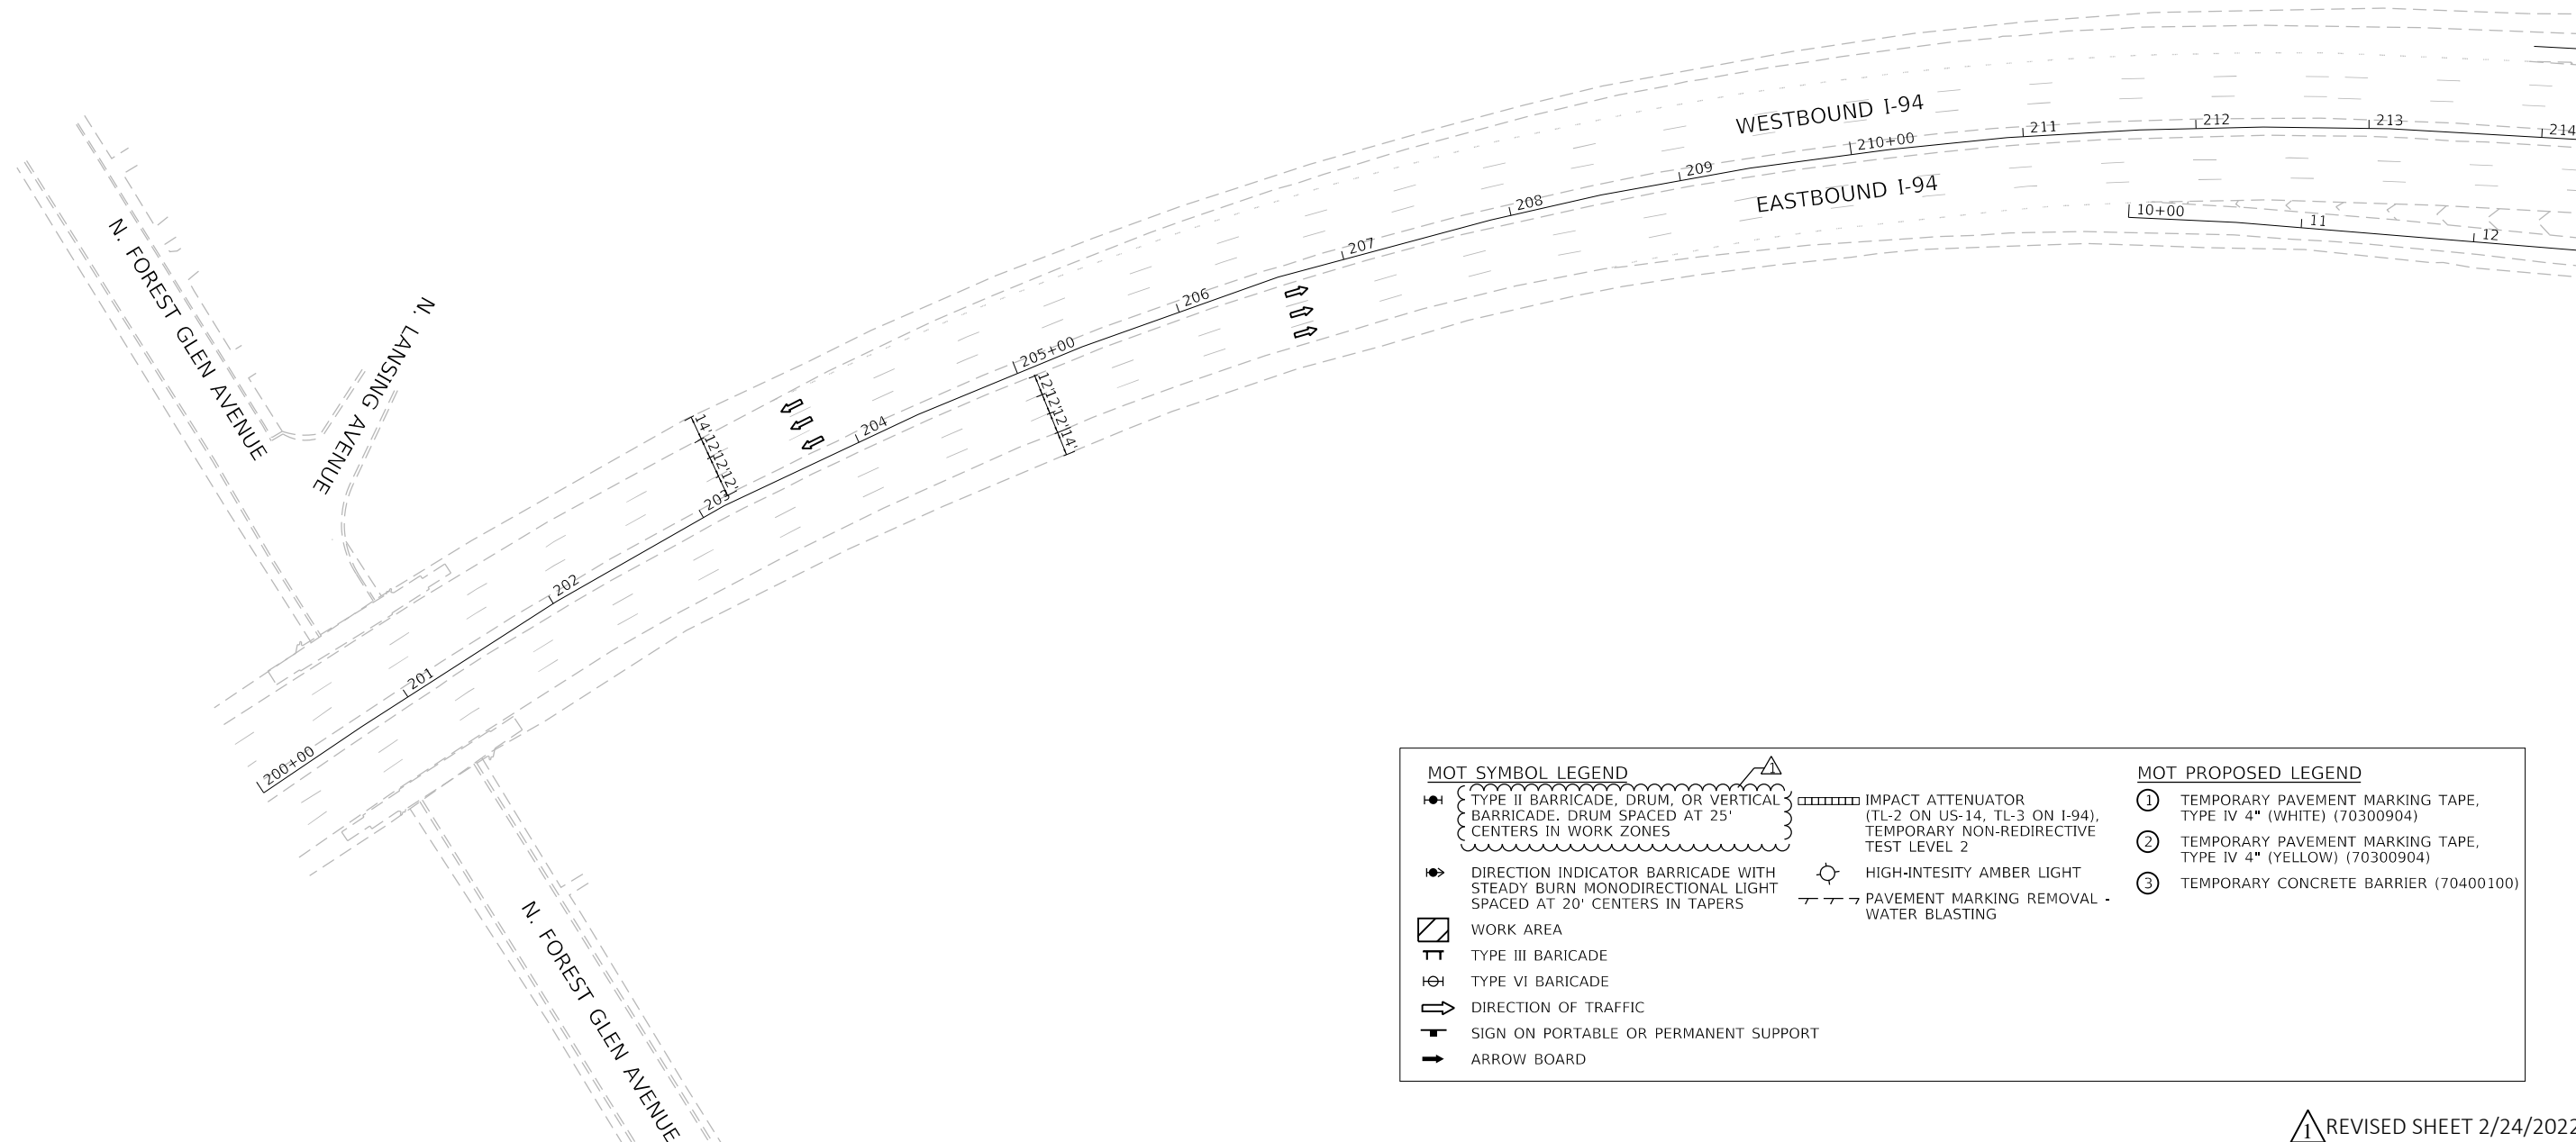 WESTBOUND I-94
EASTBOUND I-94
N. FOREST GLEN AVENUE
N. LANSING AVENUE
N. FOREST GLEN AVENUE
200+00
201
202
203
204
205+00
206
207
208
209
210+00
211
212
213
214
10+00
11
12
14' 12' 12' 12'
12' 12' 12' 12' 14'
MOT SYMBOL LEGEND
1
TYPE II BARRICADE, DRUM, OR VERTICAL
BARRICADE. DRUM SPACED AT 25'
CENTERS IN WORK ZONES
DIRECTION INDICATOR BARRICADE WITH
STEADY BURN MONODIRECTIONAL LIGHT
SPACED AT 20' CENTERS IN TAPERS
WORK AREA
TYPE III BARICADE
TYPE VI BARICADE
DIRECTION OF TRAFFIC
SIGN ON PORTABLE OR PERMANENT SUPPORT
ARROW BOARD
IMPACT ATTENUATOR
(TL-2 ON US-14, TL-3 ON I-94),
TEMPORARY NON-REDIRECTIVE
TEST LEVEL 2
HIGH-INTESITY AMBER LIGHT
PAVEMENT MARKING REMOVAL -
WATER BLASTING
MOT PROPOSED LEGEND
1 TEMPORARY PAVEMENT MARKING TAPE,
TYPE IV 4" (WHITE) (70300904)
2 TEMPORARY PAVEMENT MARKING TAPE,
TYPE IV 4" (YELLOW) (70300904)
3 TEMPORARY CONCRETE BARRIER (70400100)
1 REVISED SHEET 2/24/2022